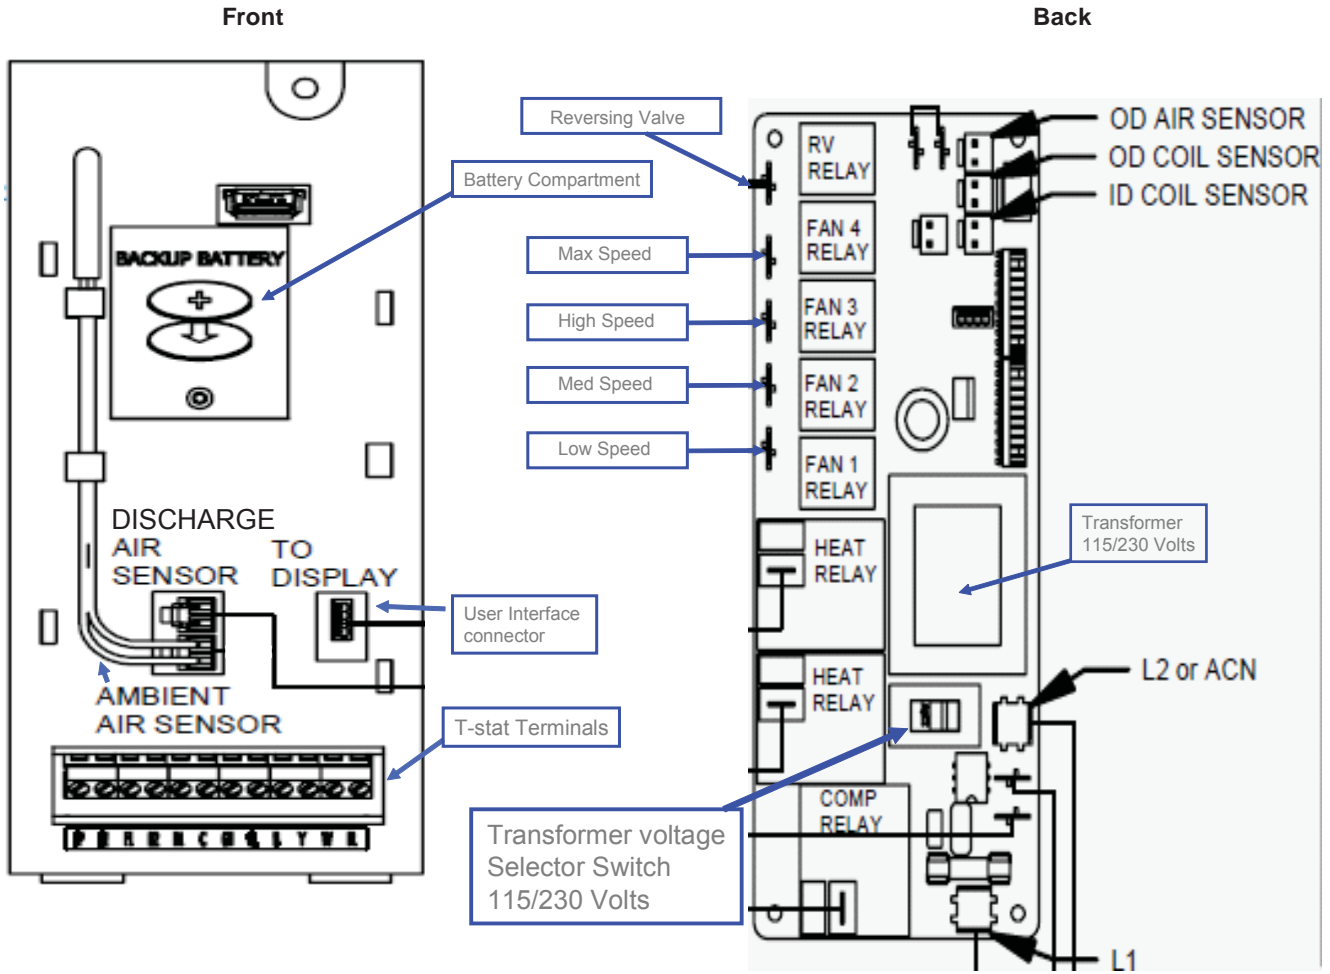 Front
Back
Reversing Valve
Battery Compartment
BACKUP BATTERY
Max Speed
High Speed
Med Speed
Low Speed
DISCHARGE
AIR
SENSOR
TO
DISPLAY
User Interface
connector
AMBIENT
AIR SENSOR
T-stat Terminals
Transformer voltage
Selector Switch
115/230 Volts
RV
RELAY
FAN 4
RELAY
FAN 3
RELAY
FAN 2
RELAY
FAN 1
RELAY
HEAT
RELAY
HEAT
RELAY
COMP
RELAY
OD AIR SENSOR
OD COIL SENSOR
ID COIL SENSOR
Transformer
115/230 Volts
L2 or ACN
L1